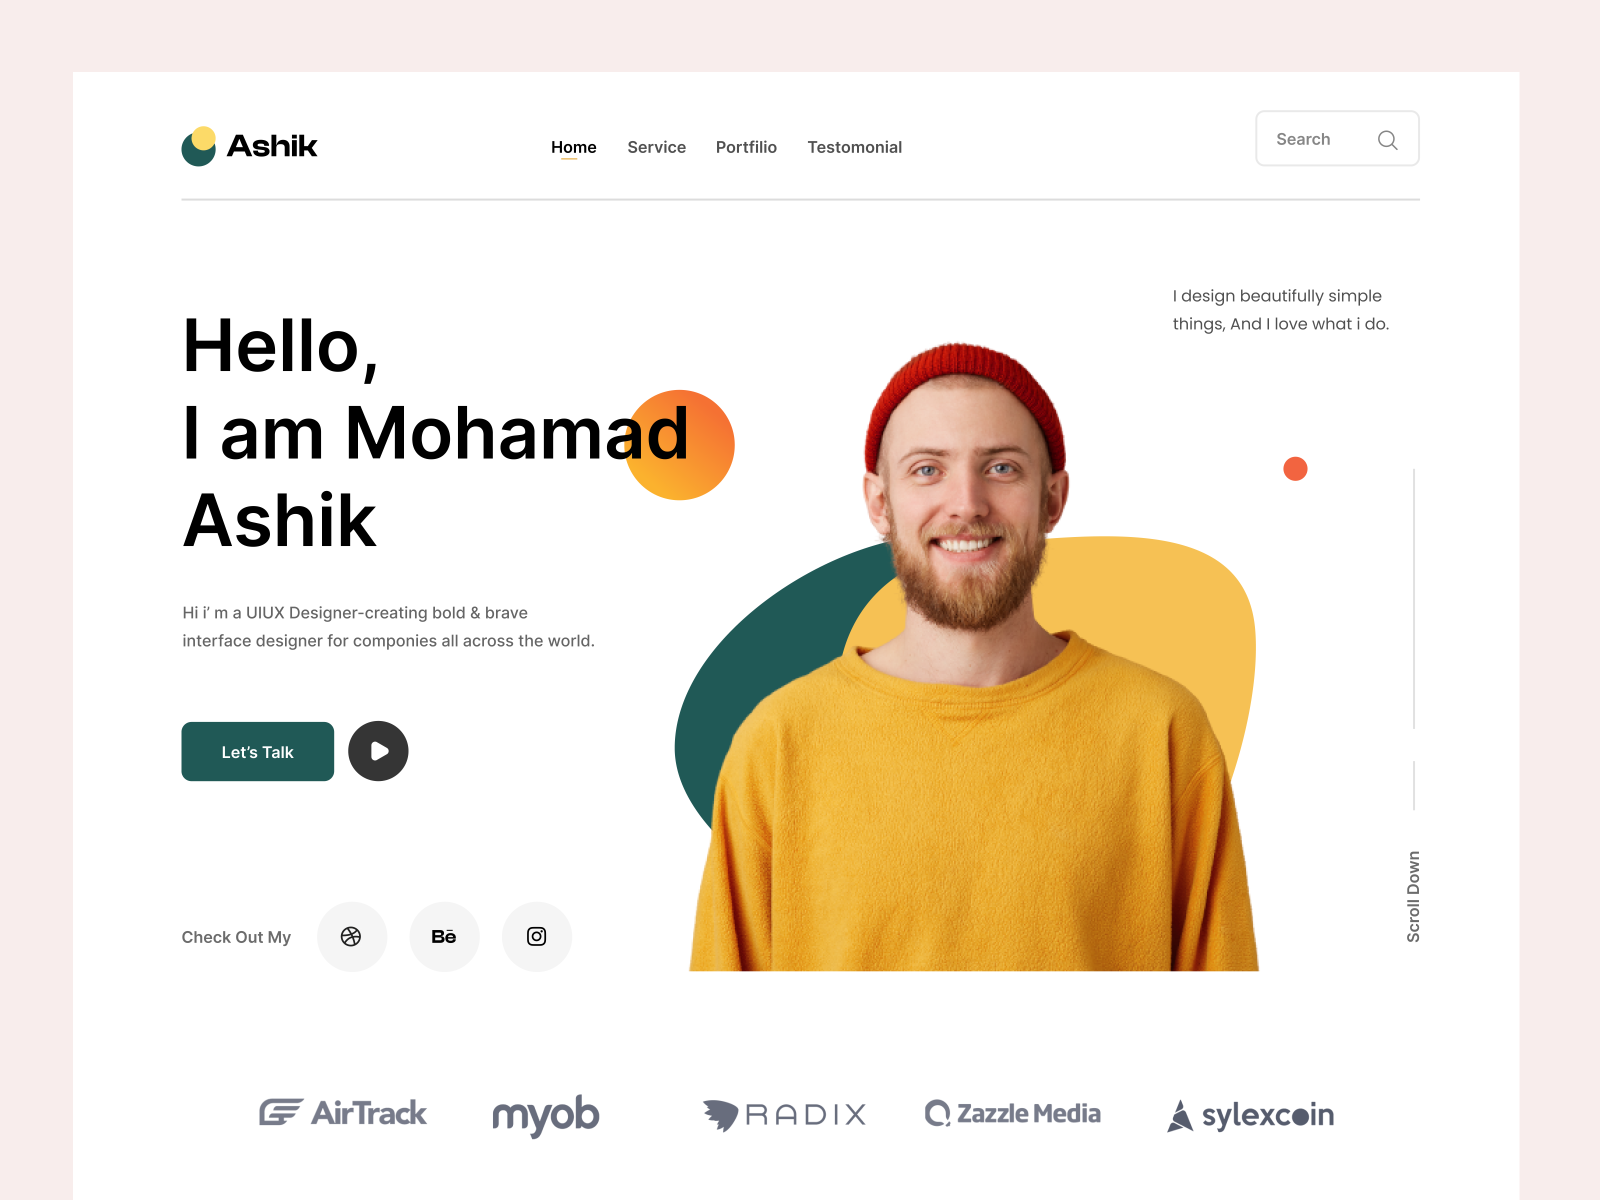 Ashik
Home
Service
Portfilio
Testomonial
Search
I design beautifully simple
things, And I love what i do.
Hello,
I am Mohamad
Ashik
Hi i’ m a UIUX Designer-creating bold & brave
interface designer for componies all across the world.
Let’s Talk
Check Out My
Bē
Scroll Down
AirTrack
myob
RADIX
Zazzle Media
sylexcoin